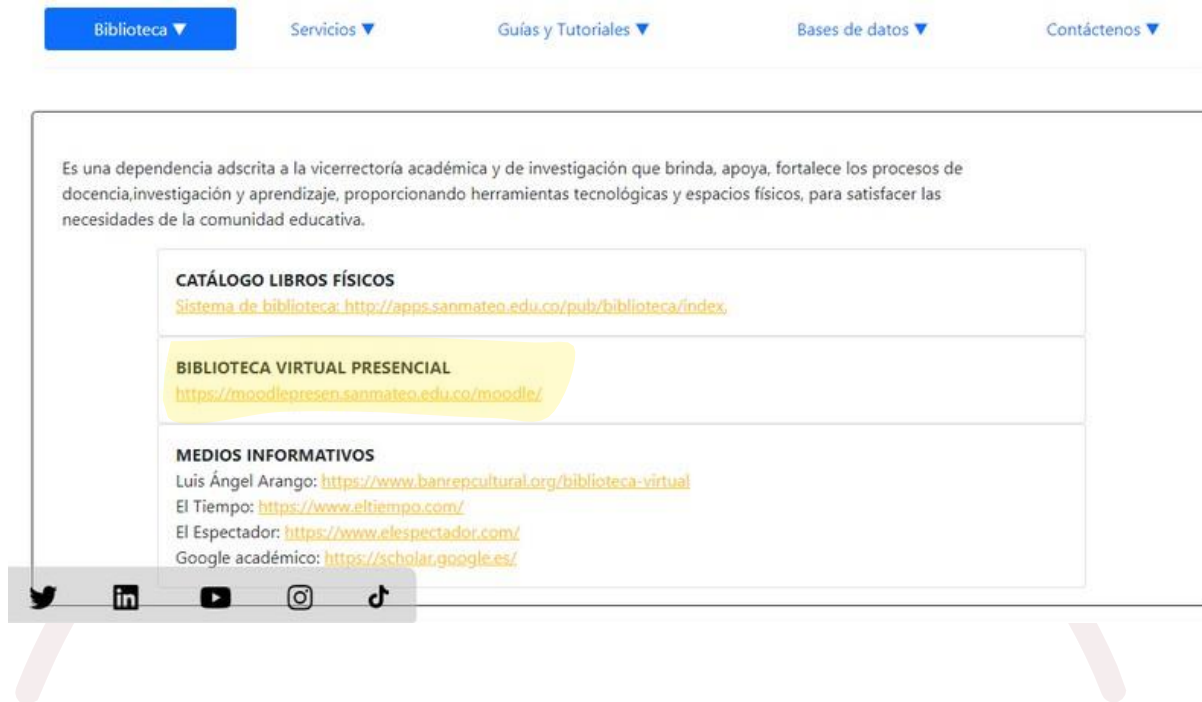 Biblioteca ▼
Servicios ▼
Guías y Tutoriales ▼
Bases de datos ▼
Contáctenos ▼
Es una dependencia adscrita a la vicerrectoría académica y de investigación que brinda, apoya, fortalece los procesos de
docencia,investigación y aprendizaje, proporcionando herramientas tecnológicas y espacios físicos, para satisfacer las
necesidades de la comunidad educativa.
CATÁLOGO LIBROS FÍSICOS
Sistema de biblioteca: http://apps.sanmateo.edu.co/pub/biblioteca/index.
BIBLIOTECA VIRTUAL PRESENCIAL
https://moodlepresen.sanmateo.edu.co/moodle/
MEDIOS INFORMATIVOS
Luis Ángel Arango: https://www.banrepcultural.org/biblioteca-virtual
El Tiempo: https://www.eltiempo.com/
El Espectador: https://www.elespectador.com/
Google académico: https://scholar.google.es/